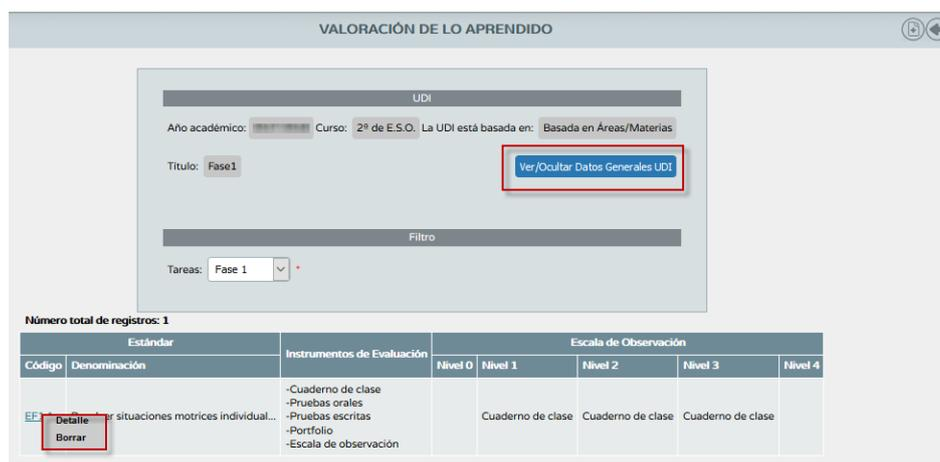 VALORACIÓN DE LO APRENDIDO
UDI
Año académico: Curso: 2º de E.S.O. La UDI está basada en: Basada en Áreas/Materias
Título: Fase1 Ver/Ocultar Datos Generales UDI
Filtro
Tareas: Fase 1 *
Número total de registros: 1
Estándar Instrumentos de Evaluación Escala de Observación
Código Denominación Nivel 0 Nivel 1 Nivel 2 Nivel 3 Nivel 4
-Cuaderno de clase
-Pruebas orales
situaciones motrices individual... -Pruebas escritas Cuaderno de clase Cuaderno de clase Cuaderno de clase
Detalle
-Portfolio
Borrar
-Escala de observación